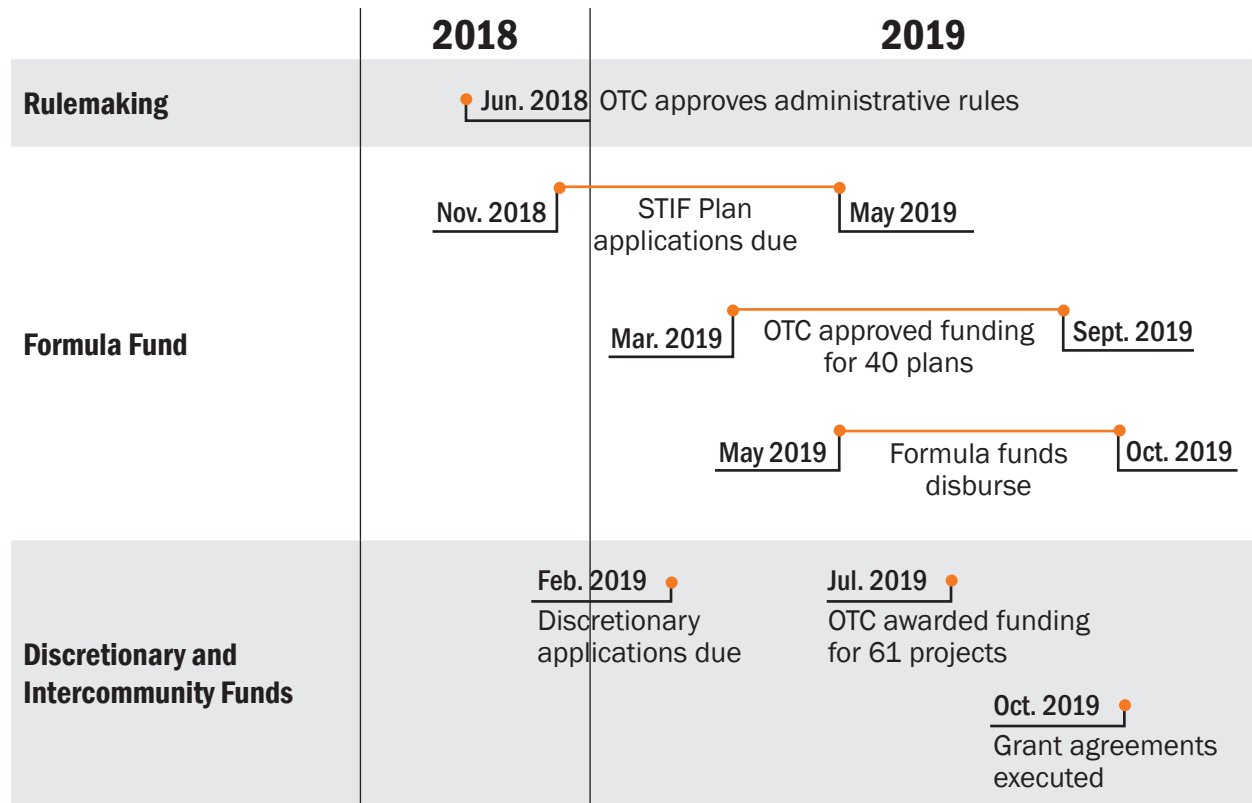 2018
2019
Rulemaking
Jun. 2018 OTC approves administrative rules
Formula Fund
Nov. 2018
STIF Plan
applications due
May 2019
Mar. 2019
OTC approved funding
for 40 plans
Sept. 2019
May 2019
Formula funds
disburse
Oct. 2019
Discretionary and
Intercommunity Funds
Feb. 2019
Discretionary
applications due
Jul. 2019
OTC awarded funding
for 61 projects
Oct. 2019
Grant agreements
executed